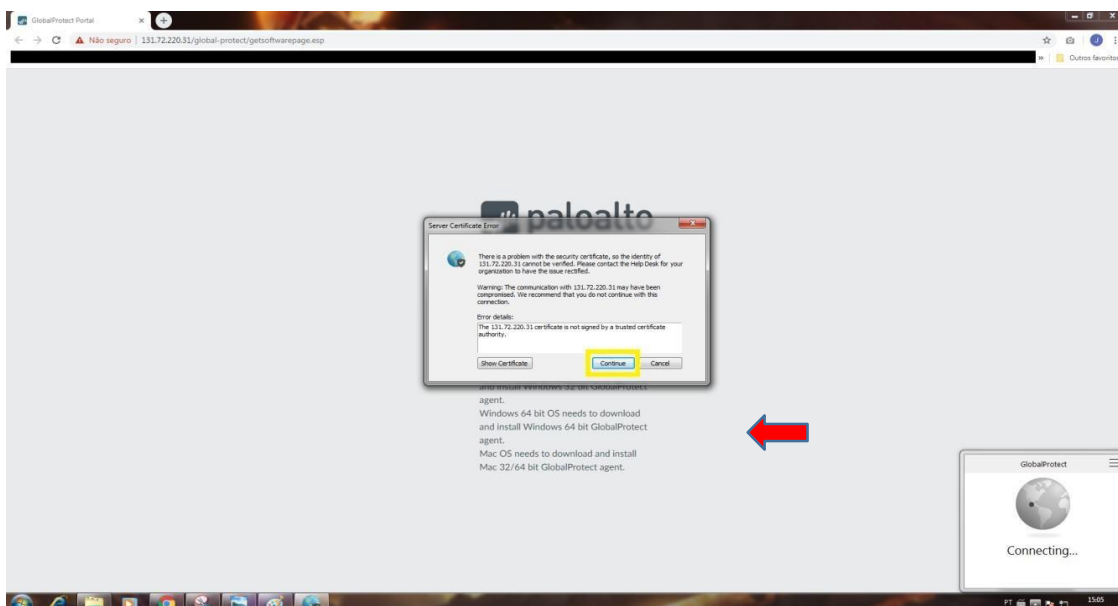 GlobalProtect Portal
Não seguro | 131.72.220.31/global-protect/getsoftwarepage.esp
J
» Outros favoritos
paloalto
Server Certificate Error
There is a problem with the security certificate, so the identity of
131.72.220.31 cannot be verified. Please contact the Help Desk for your
organization to have the issue rectified.
Warning: The communication with 131.72.220.31 may have been
compromised. We recommend that you do not continue with this
connection.
Error details:
The 131.72.220.31 certificate is not signed by a trusted certificate
authority.
Show Certificate Continue Cancel
and install Windows 32 bit GlobalProtect
agent.
Windows 64 bit OS needs to download
and install Windows 64 bit GlobalProtect
agent.
Mac OS needs to download and install
Mac 32/64 bit GlobalProtect agent.
GlobalProtect
Connecting...
PT 15:05